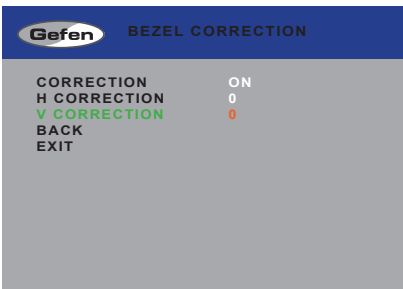 Gefen
BEZEL CORRECTION
CORRECTION ON
H CORRECTION 0
V CORRECTION 0
BACK
EXIT